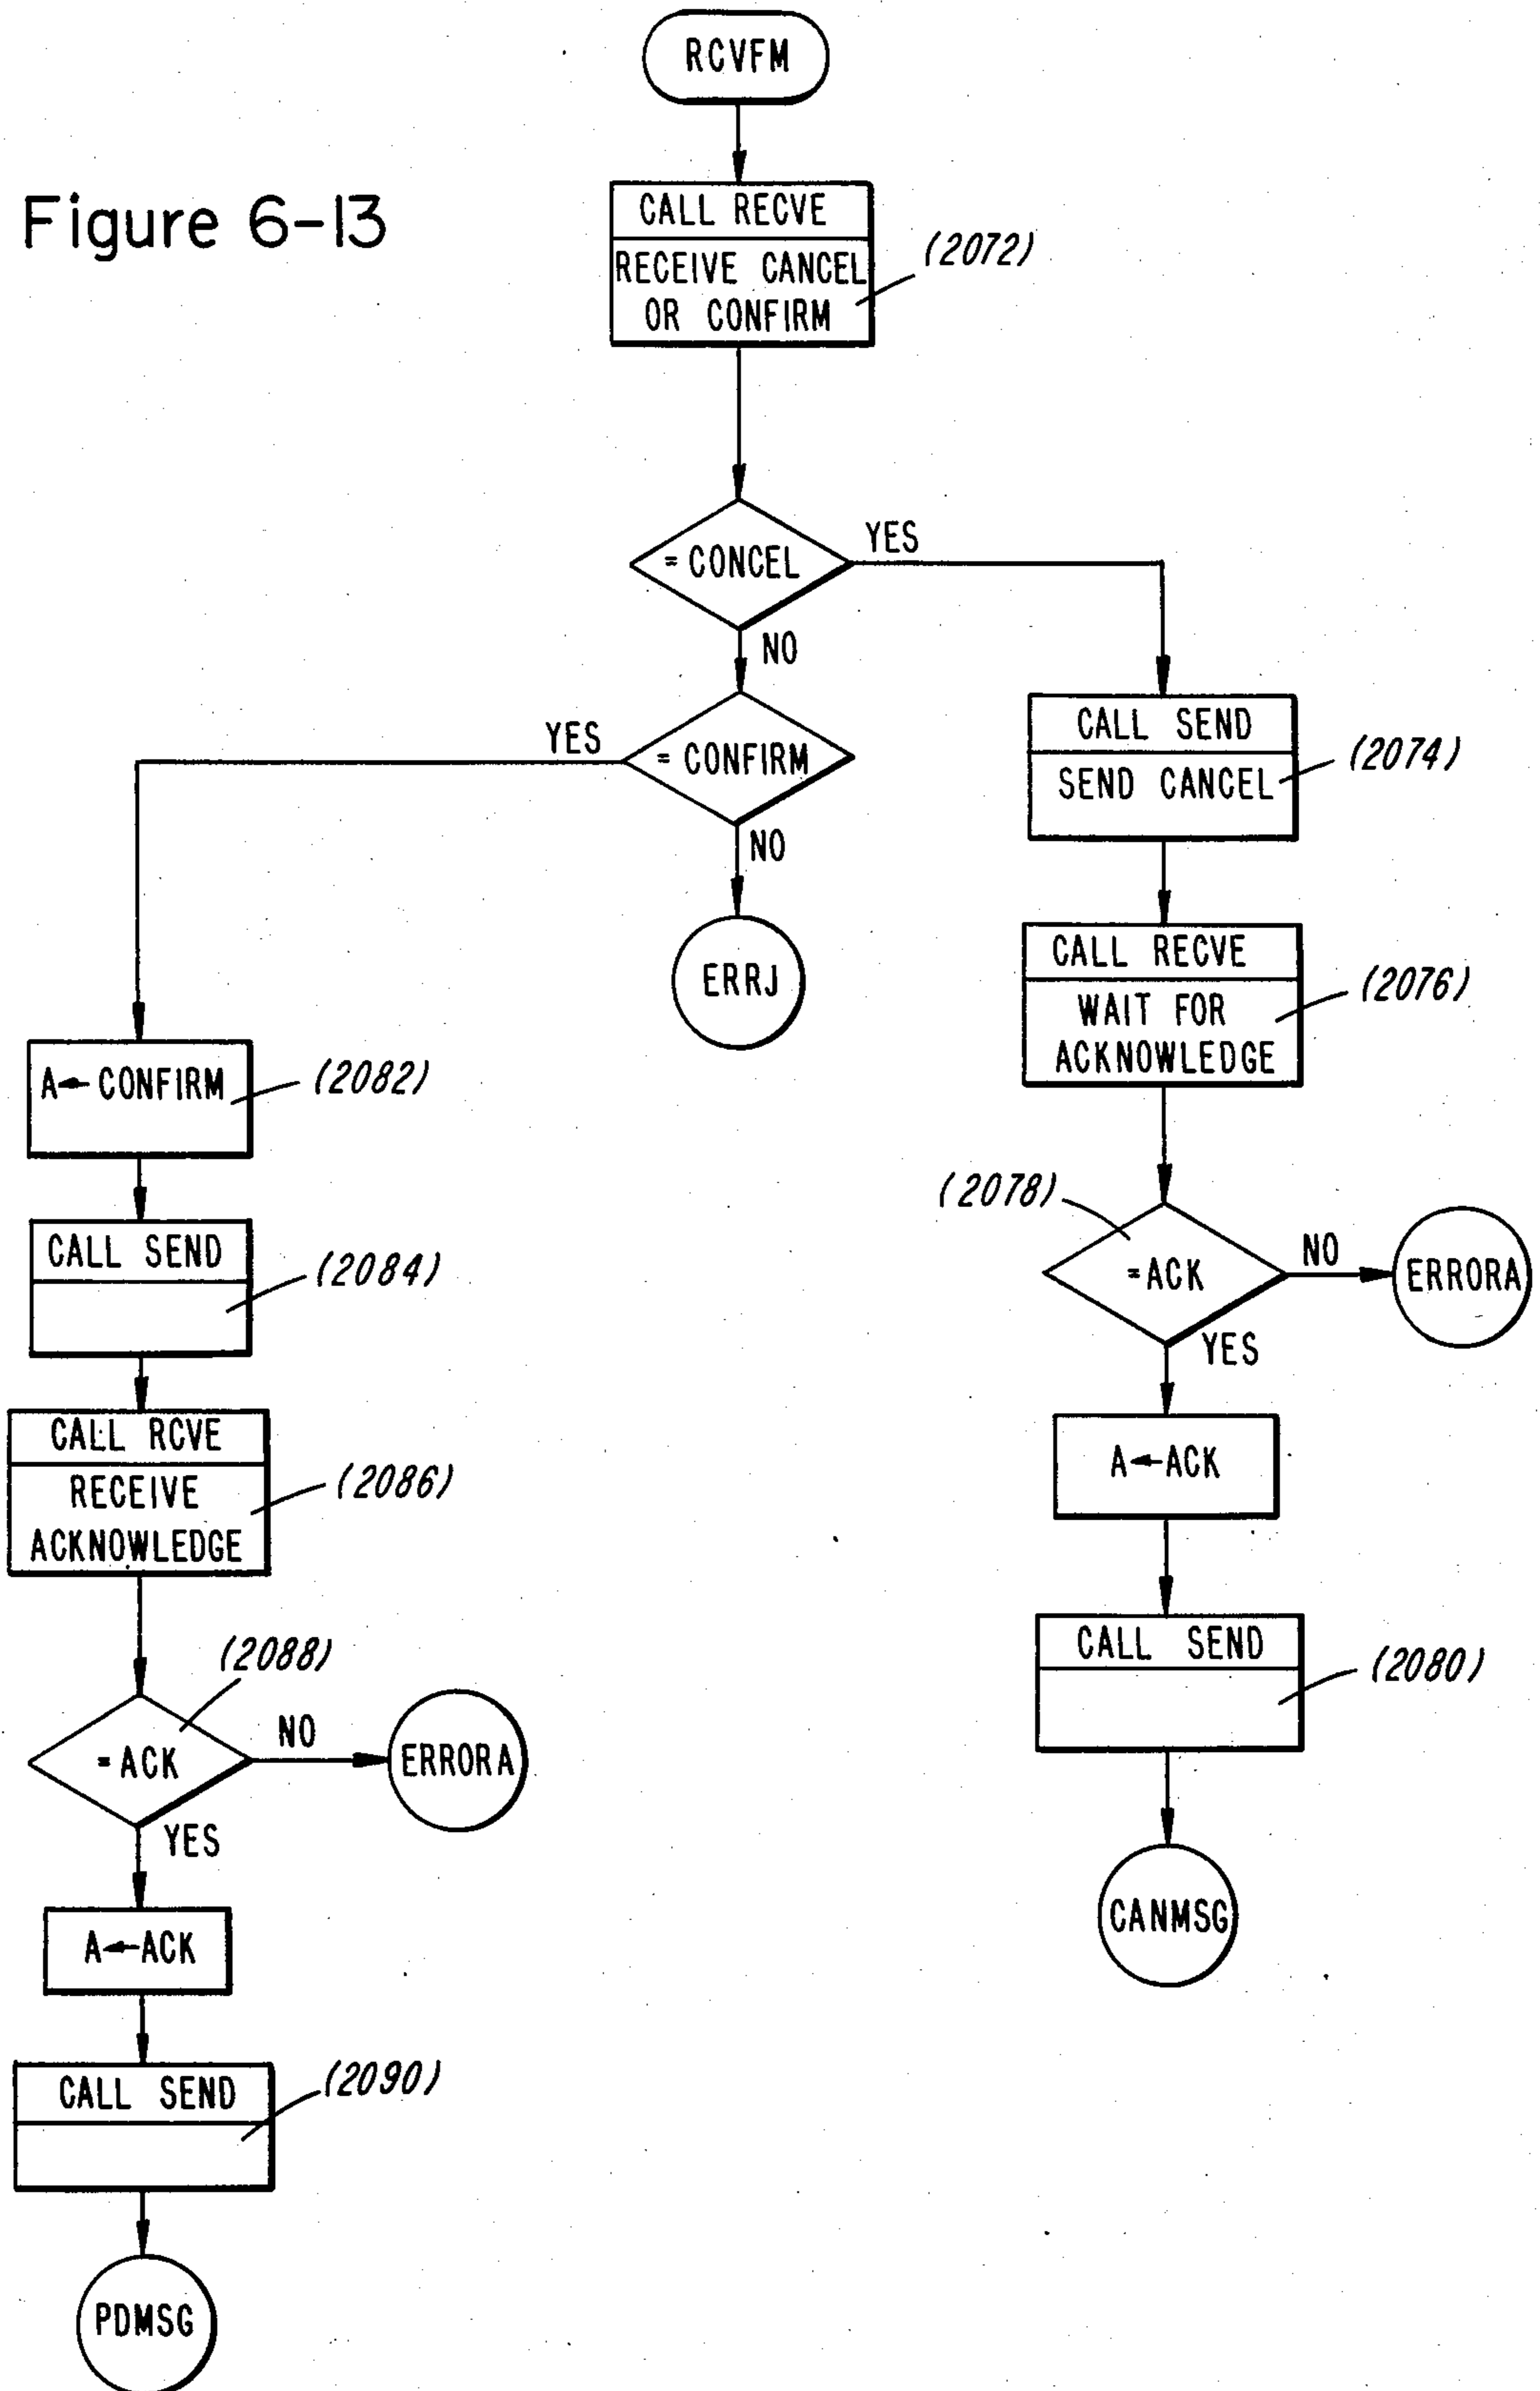 RCVFM
Figure 6-13
CALL RECVE
RECEIVE CANCEL
OR CONFIRM
(2072)
= CONCEL
YES
NO
= CONFIRM
YES
NO
ERRJ
CALL SEND
SEND CANCEL
(2074)
CALL RECVE
WAIT FOR
ACKNOWLEDGE
(2076)
(2078)
=ACK
NO
ERRORA
YES
A←ACK
CALL SEND
(2080)
CANMSG
A← CONFIRM
(2082)
CALL SEND
(2084)
CALL RCVE
RECEIVE
ACKNOWLEDGE
(2086)
(2088)
= ACK
NO
ERRORA
YES
A←ACK
CALL SEND
(2090)
PDMSG